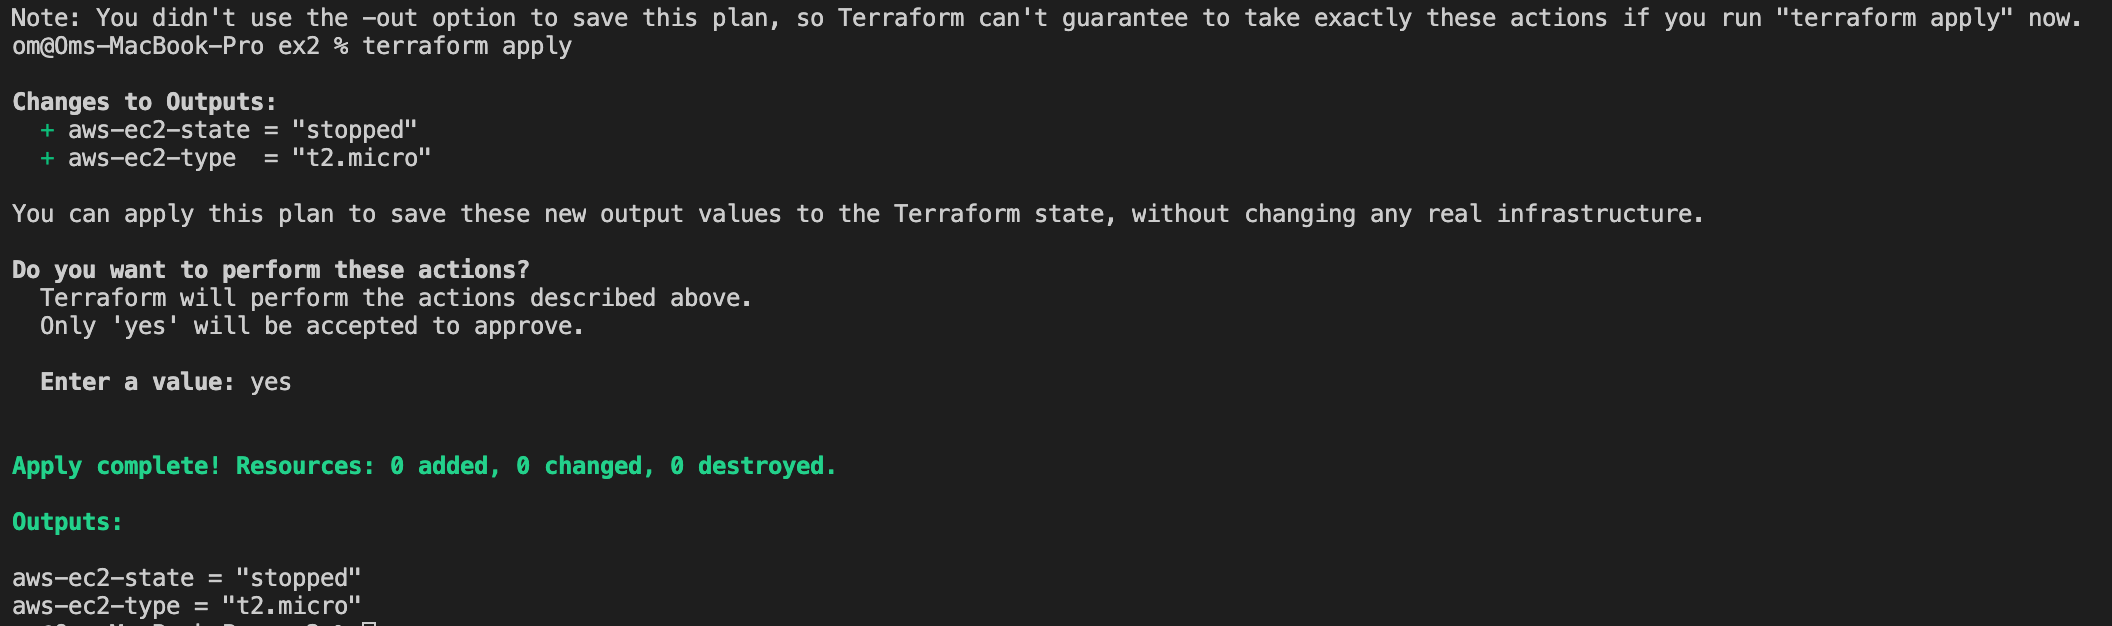 Note: You didn't use the -out option to save this plan, so Terraform can't guarantee to take exactly these actions if you run "terraform apply" now.
om@Oms-MacBook-Pro ex2 % terraform apply
Changes to Outputs:
+ aws-ec2-state = "stopped"
+ aws-ec2-type  = "t2.micro"
You can apply this plan to save these new output values to the Terraform state, without changing any real infrastructure.
Do you want to perform these actions?
Terraform will perform the actions described above.
Only 'yes' will be accepted to approve.
Enter a value: yes
Apply complete! Resources: 0 added, 0 changed, 0 destroyed.
Outputs:
aws-ec2-state = "stopped"
aws-ec2-type = "t2.micro"